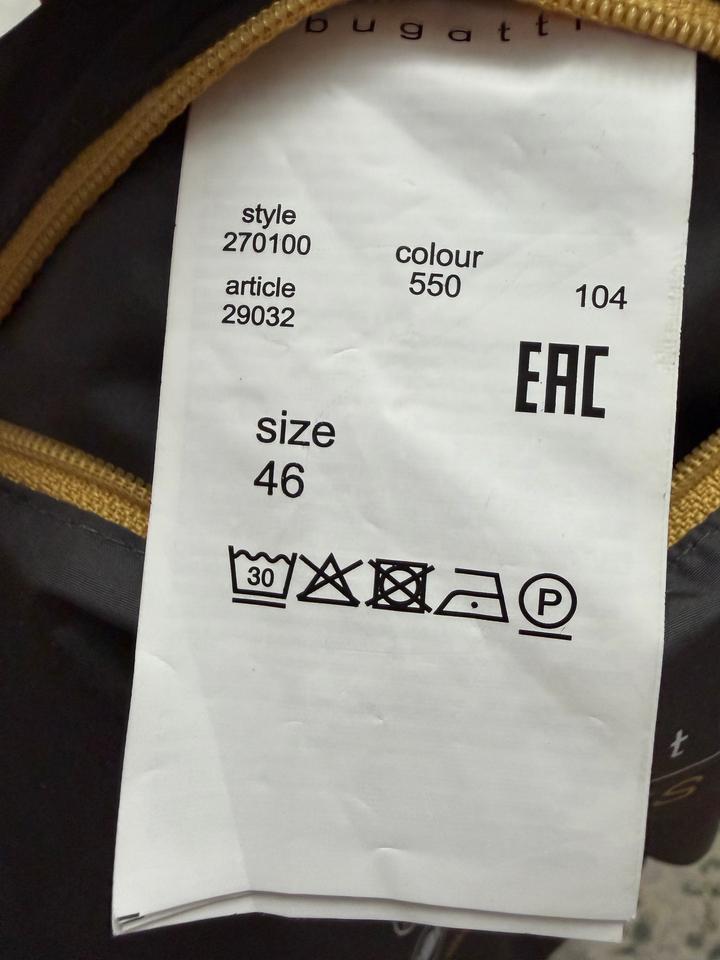 bugatti
style
270100
colour
550
article
29032
104
EAC
size
46
30
P
t
s